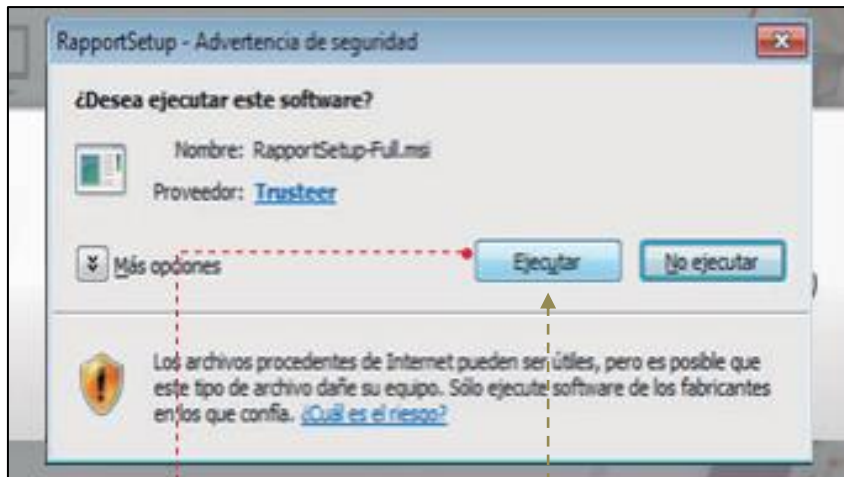 RapportSetup - Advertencia de seguridad
¿Desea ejecutar este software?
Nombre: RapportSetup-Full.msi
Proveedor: Trusteer
Más opciones
Ejecutar
No ejecutar
Los archivos procedentes de Internet pueden ser útiles, pero es posible que
este tipo de archivo dañe su equipo. Sólo ejecute software de los fabricantes
en los que confía. ¿Cuál es el riesgo?